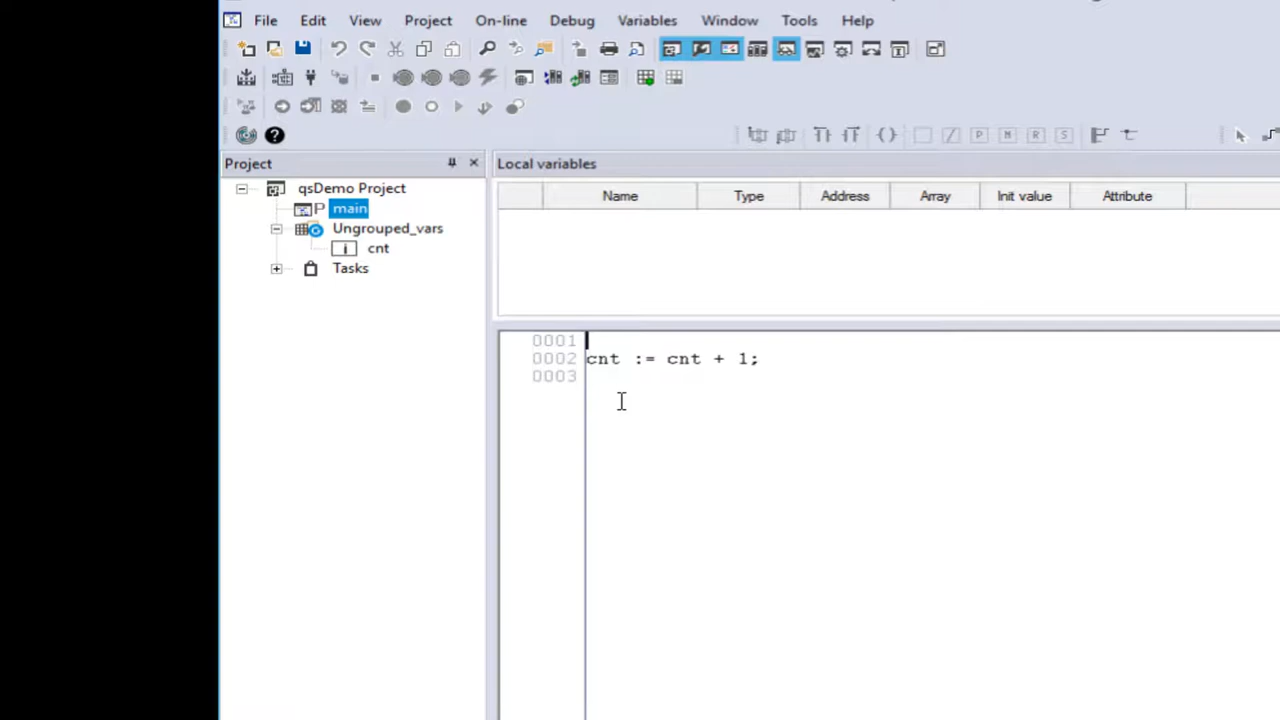 File Edit View Project On-line Debug Variables Window Tools Help
Project
qsDemo Project
P main
Ungrouped_vars
cnt
Tasks
Local variables
Name Type Address Array Init value Attribute
0001
0002 cnt := cnt + 1;
0003